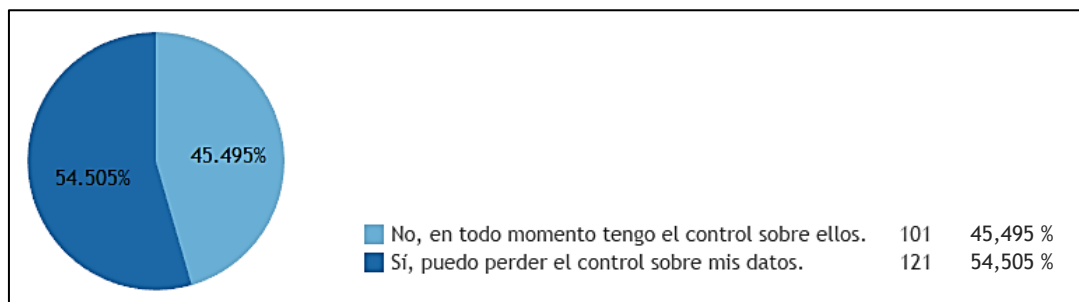 45.495%
54.505%
No, en todo momento tengo el control sobre ellos. 101 45,495 %
Sí, puedo perder el control sobre mis datos. 121 54,505 %